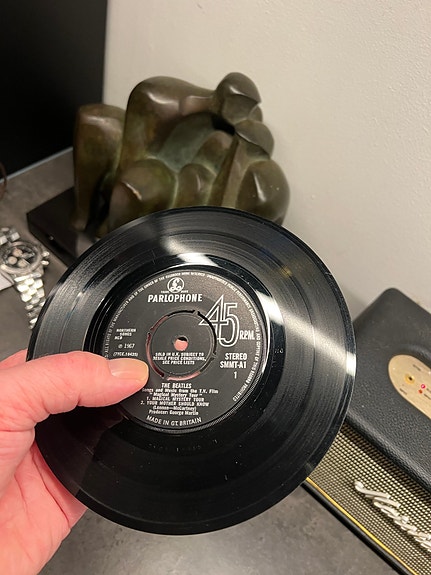 PARLOPHONE
45
RPM.
NORTHERN
SONGS
NCB
℗ 1967
(7TCE.18435)
SOLD IN U.K. SUBJECT TO
RESALE PRICE CONDITIONS,
SEE PRICE LISTS
STEREO
SMMT-A1
1
THE BEATLES
Songs and Music from the T.V. Film
"Magical Mystery Tour"
1. MAGICAL MYSTERY TOUR
2. YOUR MOTHER SHOULD KNOW
(Lennon—McCartney)
Producer: George Martin
MADE IN GT. BRITAIN